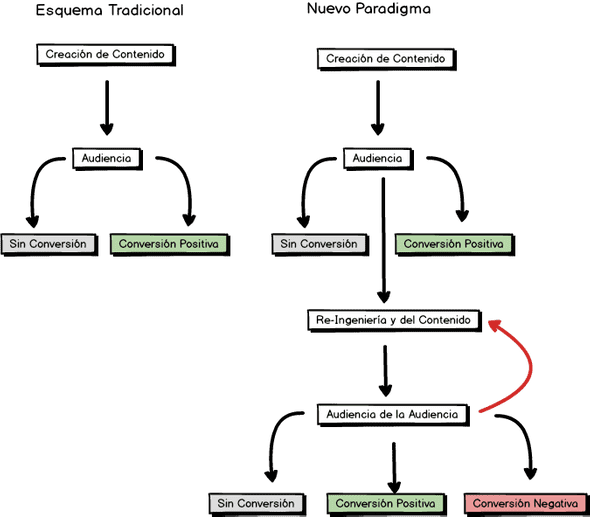 Esquema Tradicional
Creación de Contenido
Audiencia
Sin Conversión
Conversión Positiva
Nuevo Paradigma
Creación de Contenido
Audiencia
Sin Conversión
Conversión Positiva
Re-Ingeniería y del Contenido
Audiencia de la Audiencia
Sin Conversión
Conversión Positiva
Conversión Negativa